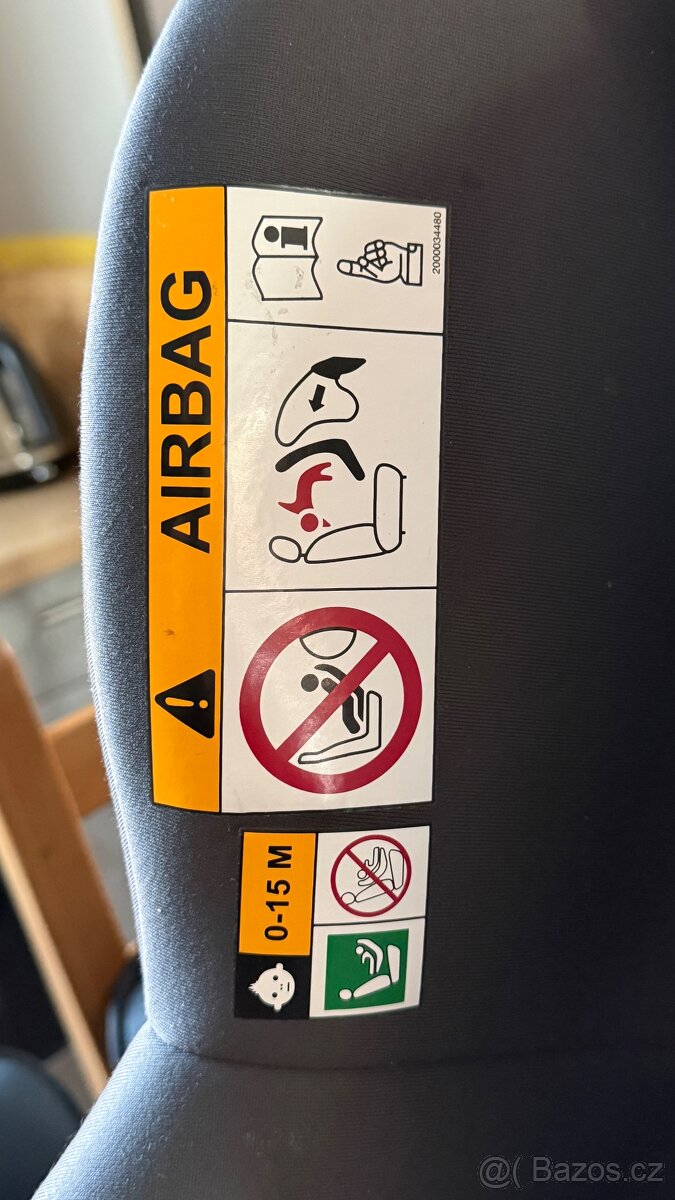 AIRBAG
2000034480
0-15 M
@( Bazos.cz